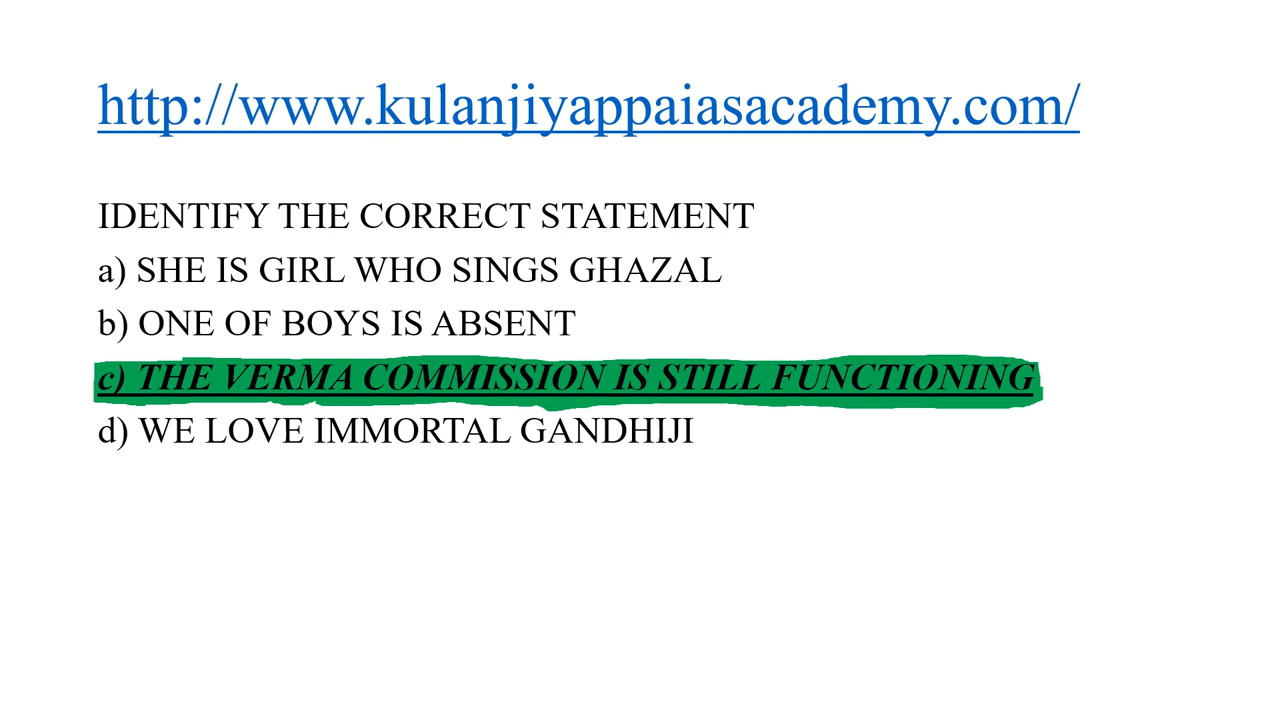 http://www.kulanjiyappaiasacademy.com/
IDENTIFY THE CORRECT STATEMENT
a) SHE IS GIRL WHO SINGS GHAZAL
b) ONE OF BOYS IS ABSENT
c) THE VERMA COMMISSION IS STILL FUNCTIONING
d) WE LOVE IMMORTAL GANDHIJI